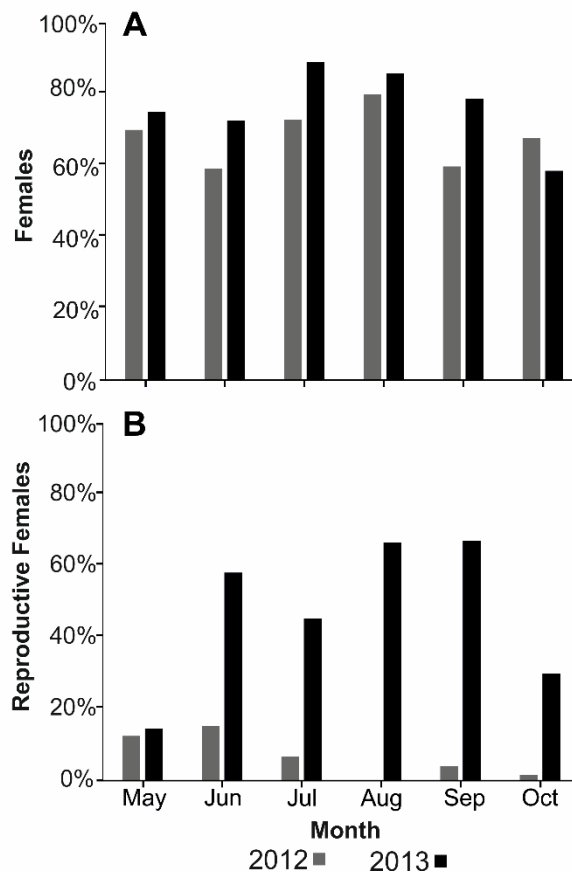 A
100%
80%
60%
40%
20%
0%
Females
B
100%
80%
60%
40%
20%
0%
Reproductive Females
May Jun Jul Aug Sep Oct
Month
2012 2013